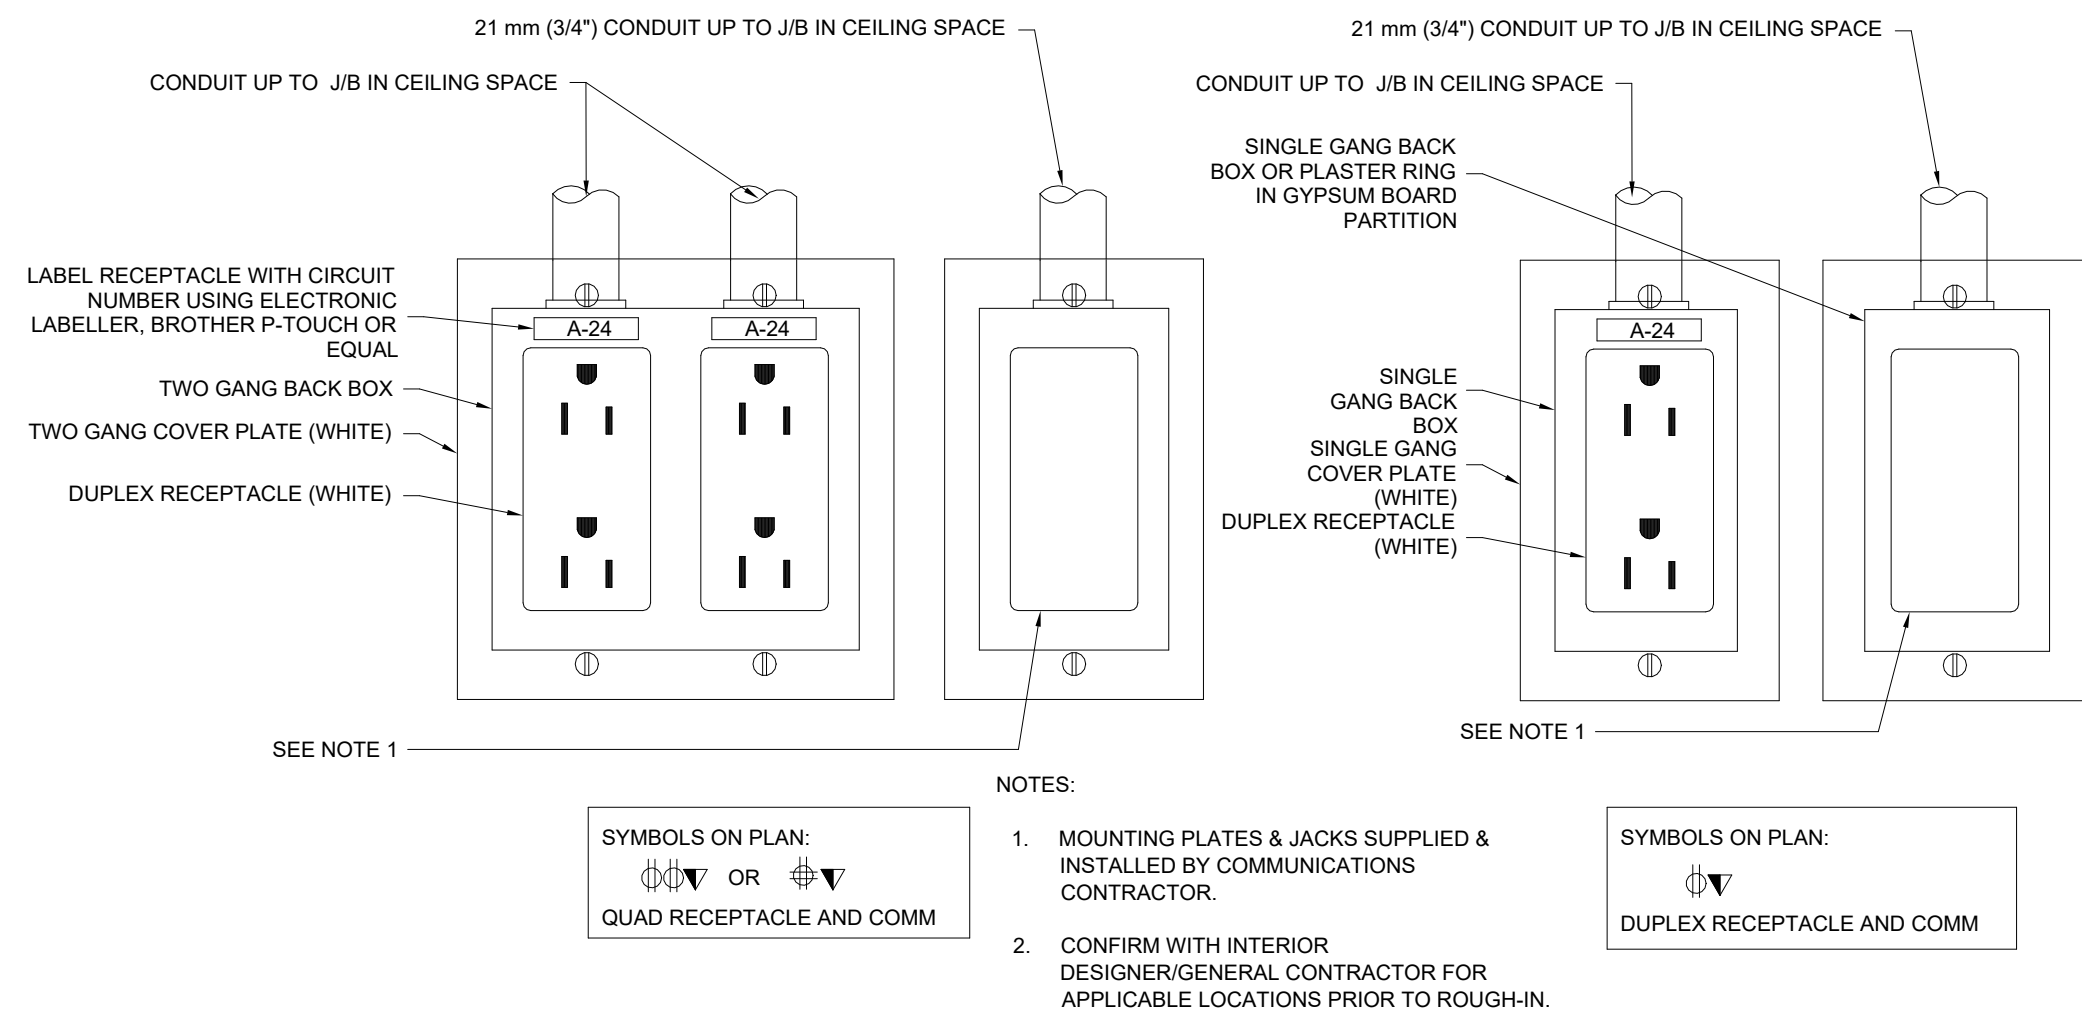 21 mm (3/4") CONDUIT UP TO J/B IN CEILING SPACE
CONDUIT UP TO J/B IN CEILING SPACE
LABEL RECEPTACLE WITH CIRCUIT
NUMBER USING ELECTRONIC
LABELLER, BROTHER P-TOUCH OR
EQUAL
A-24
A-24
TWO GANG BACK BOX
TWO GANG COVER PLATE (WHITE)
DUPLEX RECEPTACLE (WHITE)
SEE NOTE 1
SYMBOLS ON PLAN:
OR
QUAD RECEPTACLE AND COMM
21 mm (3/4") CONDUIT UP TO J/B IN CEILING SPACE
CONDUIT UP TO J/B IN CEILING SPACE
SINGLE GANG BACK
BOX OR PLASTER RING
IN GYPSUM BOARD
PARTITION
A-24
SINGLE
GANG BACK
BOX
SINGLE GANG
COVER PLATE
(WHITE)
DUPLEX RECEPTACLE
(WHITE)
SEE NOTE 1
NOTES:
1. MOUNTING PLATES & JACKS SUPPLIED &
INSTALLED BY COMMUNICATIONS
CONTRACTOR.
2. CONFIRM WITH INTERIOR
DESIGNER/GENERAL CONTRACTOR FOR
APPLICABLE LOCATIONS PRIOR TO ROUGH-IN.
SYMBOLS ON PLAN:
DUPLEX RECEPTACLE AND COMM